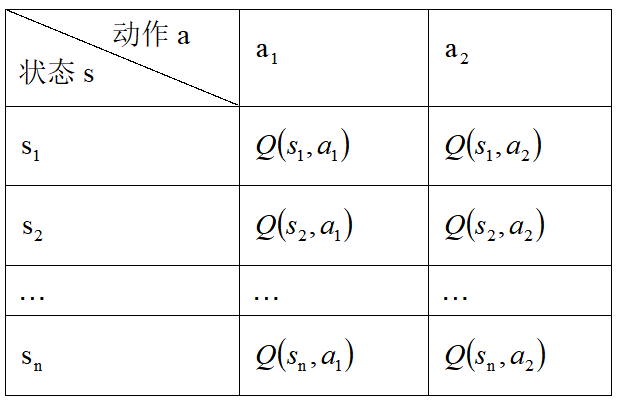 动作 a
状态 s
a₁ a₂
s₁ Q(s₁,a₁) Q(s₁,a₂)
s₂ Q(s₂,a₁) Q(s₂,a₂)
… … …
sₙ Q(sₙ,a₁) Q(sₙ,a₂)